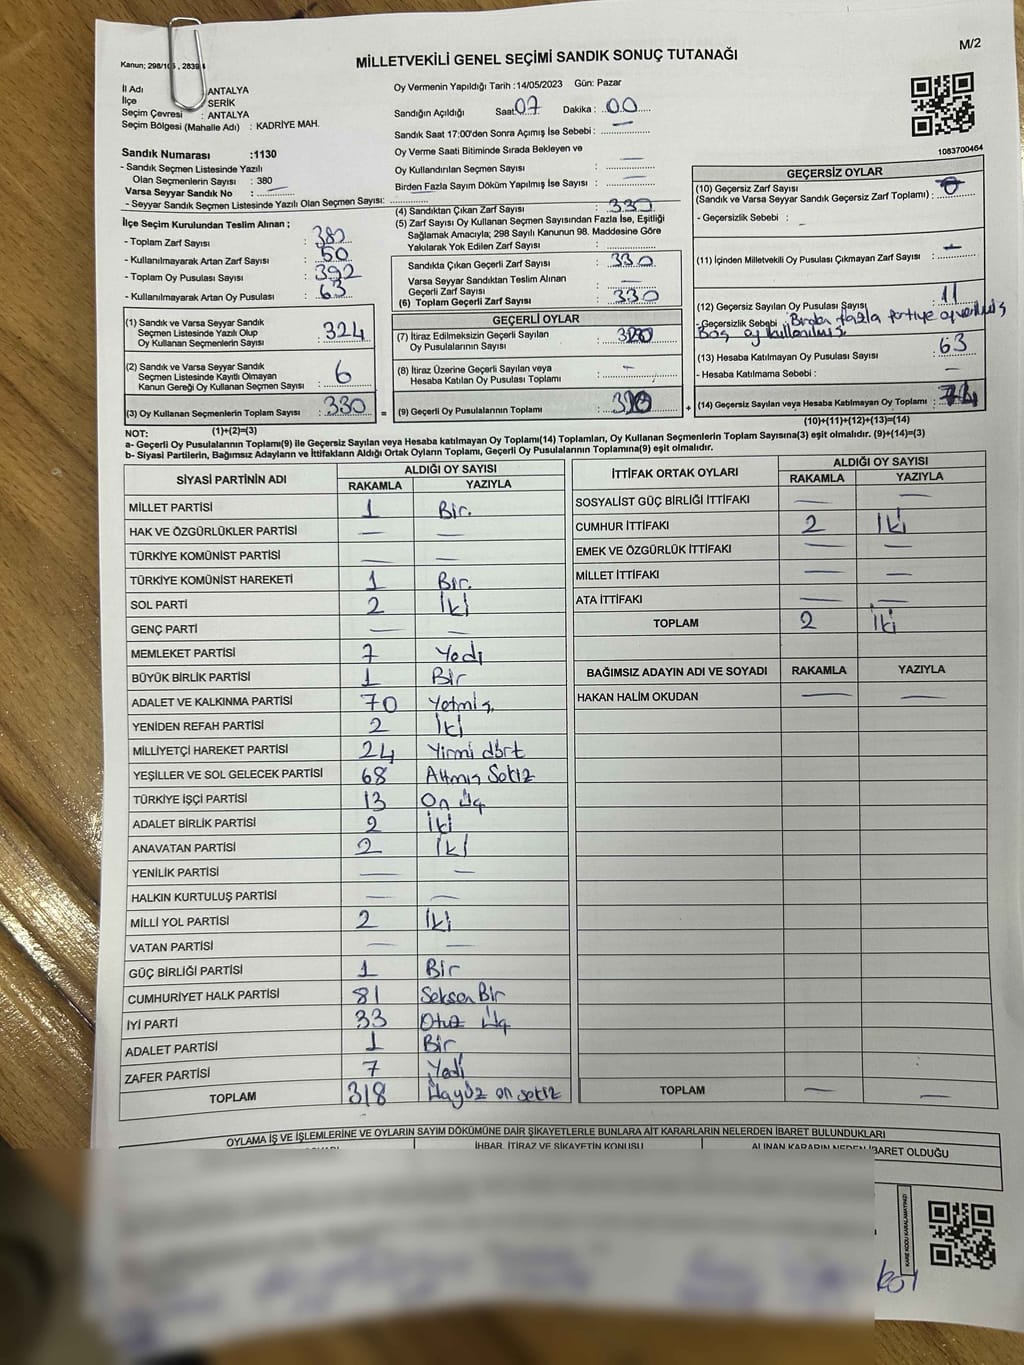 MİLLETVEKİLİ GENEL SEÇİMİ SANDIK SONUÇ TUTANAĞI
M/2
Kanun; 298/105, 2839/4
İl Adı : ANTALYA
İlçe : SERİK
Seçim Çevresi : ANTALYA
Seçim Bölgesi (Mahalle Adı) : KADRİYE MAH.
Oy Vermenin Yapıldığı Tarih :14/05/2023 Gün: Pazar
Sandığın Açıldığı Saat 07 Dakika : 00
Sandık Saat 17:00'den Sonra Açımış İse Sebebi : —
Oy Verme Saati Bitiminde Sırada Bekleyen ve
Oy Kullandırılan Seçmen Sayısı : —
Birden Fazla Sayım Döküm Yapılmış İse Sayısı : —
1083700464
Sandık Numarası :1130
- Sandık Seçmen Listesinde Yazılı
Olan Seçmenlerin Sayısı : 380
Varsa Seyyar Sandık No : —
- Seyyar Sandık Seçmen Listesinde Yazılı Olan Seçmen Sayısı:
İlçe Seçim Kurulundan Teslim Alınan ;
- Toplam Zarf Sayısı :
- Kullanılmayarak Artan Zarf Sayısı :
- Toplam Oy Pusulası Sayısı : 392
- Kullanılmayarak Artan Oy Pusulası : 63
(1) Sandık ve Varsa Seyyar Sandık
Seçmen Listesinde Yazılı Olup
Oy Kullanan Seçmenlerin Sayısı : 324
(2) Sandık ve Varsa Seyyar Sandık
Seçmen Listesinde Kayıtlı Olmayan
Kanun Gereği Oy Kullanan Seçmen Sayısı : 6
(3) Oy Kullanan Seçmenlerin Toplam Sayısı : 330 =
(1)+(2)=(3)
(4) Sandıktan Çıkan Zarf Sayısı : 330
(5) Zarf Sayısı Oy Kullanan Seçmen Sayısından Fazla İse, Eşitliği
Sağlamak Amacıyla; 298 Sayılı Kanunun 98. Maddesine Göre
Yakılarak Yok Edilen Zarf Sayısı :
Sandıkta Çıkan Geçerli Zarf Sayısı : 330
Varsa Seyyar Sandıktan Teslim Alınan
Geçerli Zarf Sayısı : —
(6) Toplam Geçerli Zarf Sayısı : 330
GEÇERLİ OYLAR
(7) İtiraz Edilmeksizin Geçerli Sayılan
Oy Pusulalarının Sayısı :
(8) İtiraz Üzerine Geçerli Sayılan veya
Hesaba Katılan Oy Pusulası Toplamı : —
(9) Geçerli Oy Pusulalarının Toplamı : +
GEÇERSİZ OYLAR
(10) Geçersiz Zarf Sayısı
(Sandık ve Varsa Seyyar Sandık Geçersiz Zarf Toplamı) :
- Geçersizlik Sebebi : —
(11) İçinden Milletvekili Oy Pusulası Çıkmayan Zarf Sayısı : —
(12) Geçersiz Sayılan Oy Pusulası Sayısı : 11
- Geçersizlik Sebebi : Birden fazla partiye oy verilmiş
Boş oy kullanılmış.
(13) Hesaba Katılmayan Oy Pusulası Sayısı : 63
- Hesaba Katılmama Sebebi : —
(14) Geçersiz Sayılan veya Hesaba Katılmayan Oy Toplamı : 74
(10)+(11)+(12)+(13)=(14)
NOT:
a- Geçerli Oy Pusulalarının Toplamı(9) ile Geçersiz Sayılan veya Hesaba katılmayan Oy Toplamı(14) Toplamları, Oy Kullanan Seçmenlerin Toplam Sayısına(3) eşit olmalıdır. (9)+(14)=(3)
b- Siyasi Partilerin, Bağımsız Adayların ve İttifakların Aldığı Ortak Oyların Toplamı, Geçerli Oy Pusulalarının Toplamına(9) eşit olmalıdır.
SİYASİ PARTİNİN ADI ALDIĞI OY SAYISI
RAKAMLA YAZIYLA
MİLLET PARTİSİ 1 Bir.
HAK VE ÖZGÜRLÜKLER PARTİSİ — —
TÜRKİYE KOMÜNİST PARTİSİ — —
TÜRKİYE KOMÜNİST HAREKETİ 1 Bir.
SOL PARTİ 2 İki
GENÇ PARTİ — —
MEMLEKET PARTİSİ 7 Yedi
BÜYÜK BİRLİK PARTİSİ 1 Bir
ADALET VE KALKINMA PARTİSİ 70 Yetmiş
YENİDEN REFAH PARTİSİ 2 İki
MİLLİYETÇİ HAREKET PARTİSİ 24 Yirmi dört
YEŞİLLER VE SOL GELECEK PARTİSİ 68 Altmış Sekiz
TÜRKİYE İŞÇİ PARTİSİ 13 On Üç
ADALET BİRLİK PARTİSİ 2 İki
ANAVATAN PARTİSİ 2 İki
YENİLİK PARTİSİ — —
HALKIN KURTULUŞ PARTİSİ — —
MİLLİ YOL PARTİSİ 2 İki
VATAN PARTİSİ — —
GÜÇ BİRLİĞİ PARTİSİ 1 Bir
CUMHURİYET HALK PARTİSİ 81 Seksen Bir
İYİ PARTİ 33 Otuz Üç
ADALET PARTİSİ 1 Bir
ZAFER PARTİSİ 7 Yedi
TOPLAM 318 Üçyüz on sekiz
İTTİFAK ORTAK OYLARI ALDIĞI OY SAYISI
RAKAMLA YAZIYLA
SOSYALİST GÜÇ BİRLİĞİ İTTİFAKI — —
CUMHUR İTTİFAKI 2 İki
EMEK VE ÖZGÜRLÜK İTTİFAKI — —
MİLLET İTTİFAKI — —
ATA İTTİFAKI — —
TOPLAM 2 İki
BAĞIMSIZ ADAYIN ADI VE SOYADI RAKAMLA YAZIYLA
HAKAN HALİM OKUDAN — —
TOPLAM — —
OYLAMA İŞ VE İŞLEMLERİNE VE OYLARIN SAYIM DÖKÜMÜNE DAİR ŞİKAYETLERLE BUNLARA AİT KARARLARIN NELERDEN İBARET BULUNDUKLARI
İHBAR, İTİRAZ VE ŞİKAYETİN KONUSU
ALINAN KARARIN NEDEN İBARET OLDUĞU
KARE KODU KARALAMAYINIZ!